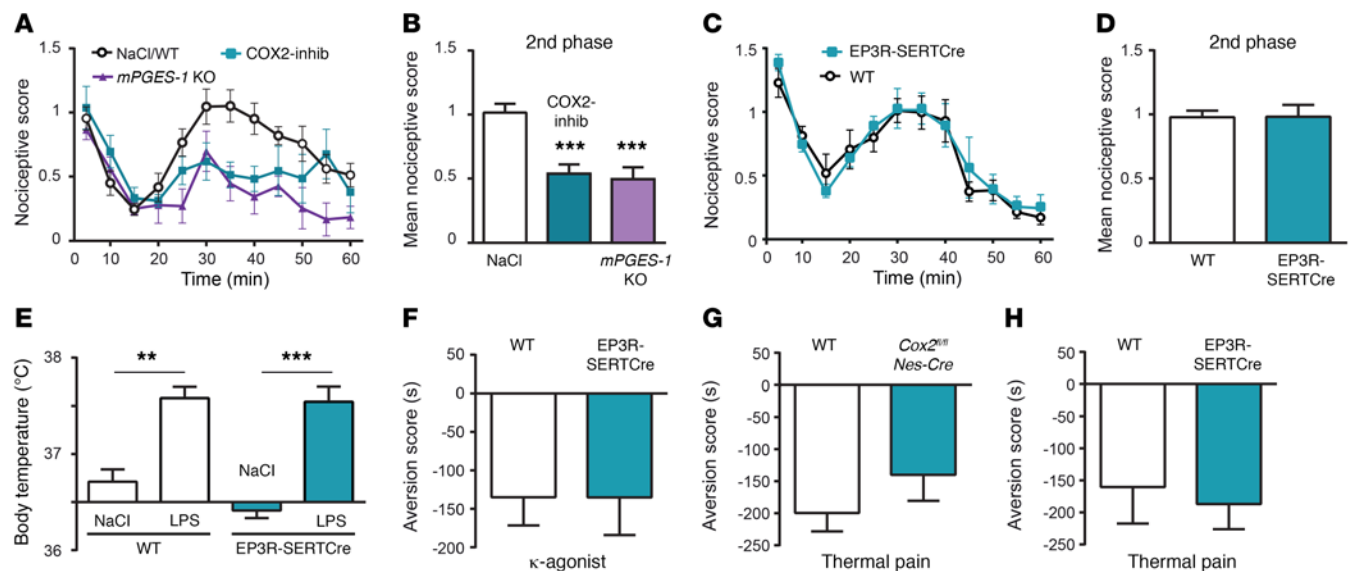 A
NaCl/WT
COX2-inhib
mPGES-1 KO
Nociceptive score
1.5
1
0.5
0
0 10 20 30 40 50 60
Time (min)
B
2nd phase
Mean nociceptive score
1.5
1
0.5
0
COX2-
inhib
*** ***
NaCl
mPGES-1
KO
C
EP3R-SERTCre
WT
Nociceptive score
1.5
1.0
0.5
0
0 10 20 30 40 50 60
Time (min)
D
2nd phase
Mean nociceptive score
1.5
1
0.5
0
WT EP3R-
SERTCre
E
Body temperature (°C)
38
37
36
** ***
NaCl
NaCl LPS LPS
WT EP3R-SERTCre
F
WT EP3R-
SERTCre
Aversion score (s)
50
0
-50
-100
-150
-200
κ-agonist
G
WT Cox2fl/fl
Nes-Cre
Aversion score (s)
50
0
-50
-100
-150
-200
-250
Thermal pain
H
WT EP3R-
SERTCre
Aversion score (s)
50
0
-50
-100
-150
-200
-250
Thermal pain